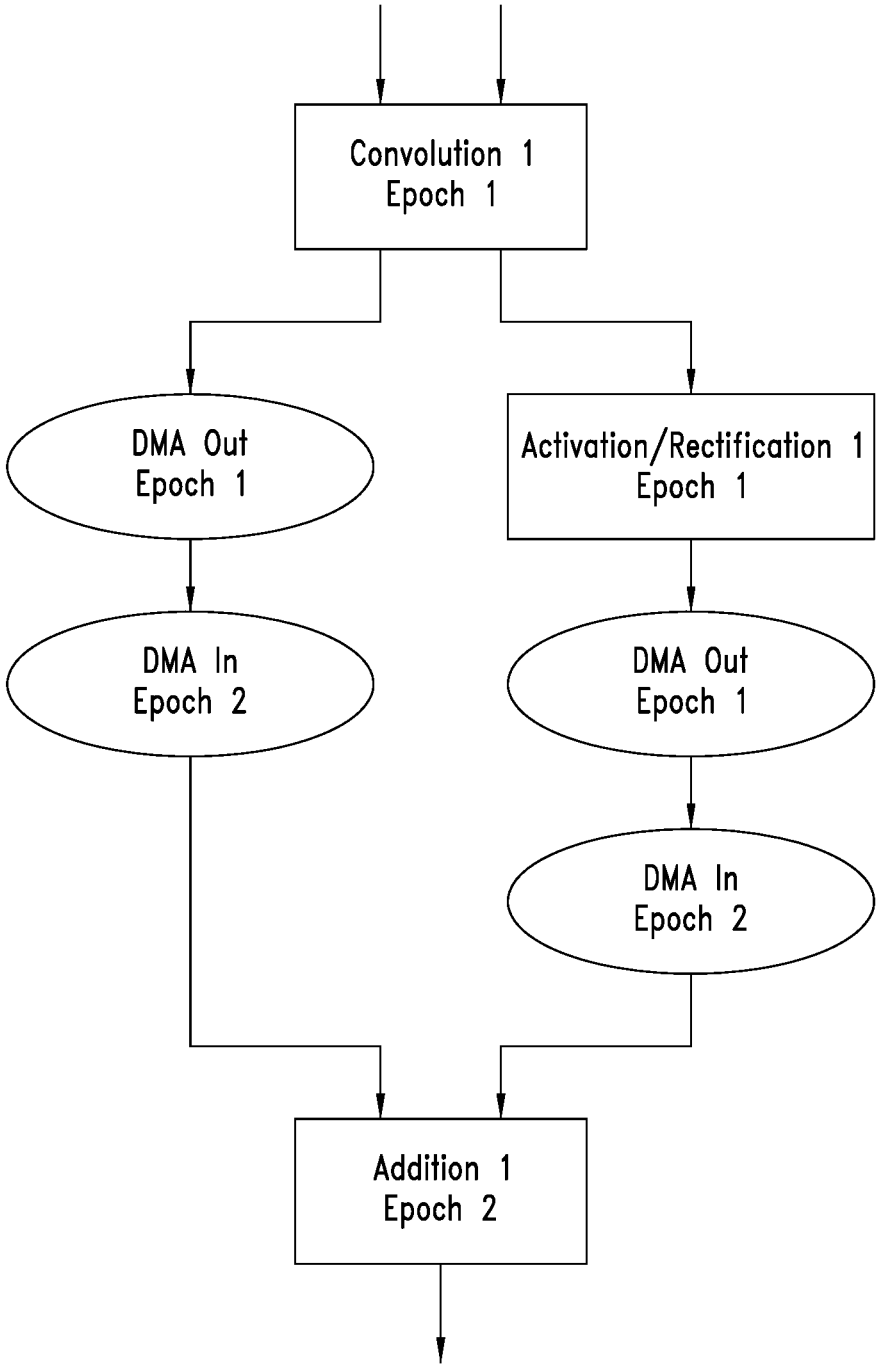 Convolution 1
Epoch 1
DMA Out
Epoch 1
Activation/Rectification 1
Epoch 1
DMA In
Epoch 2
DMA Out
Epoch 1
DMA In
Epoch 2
Addition 1
Epoch 2